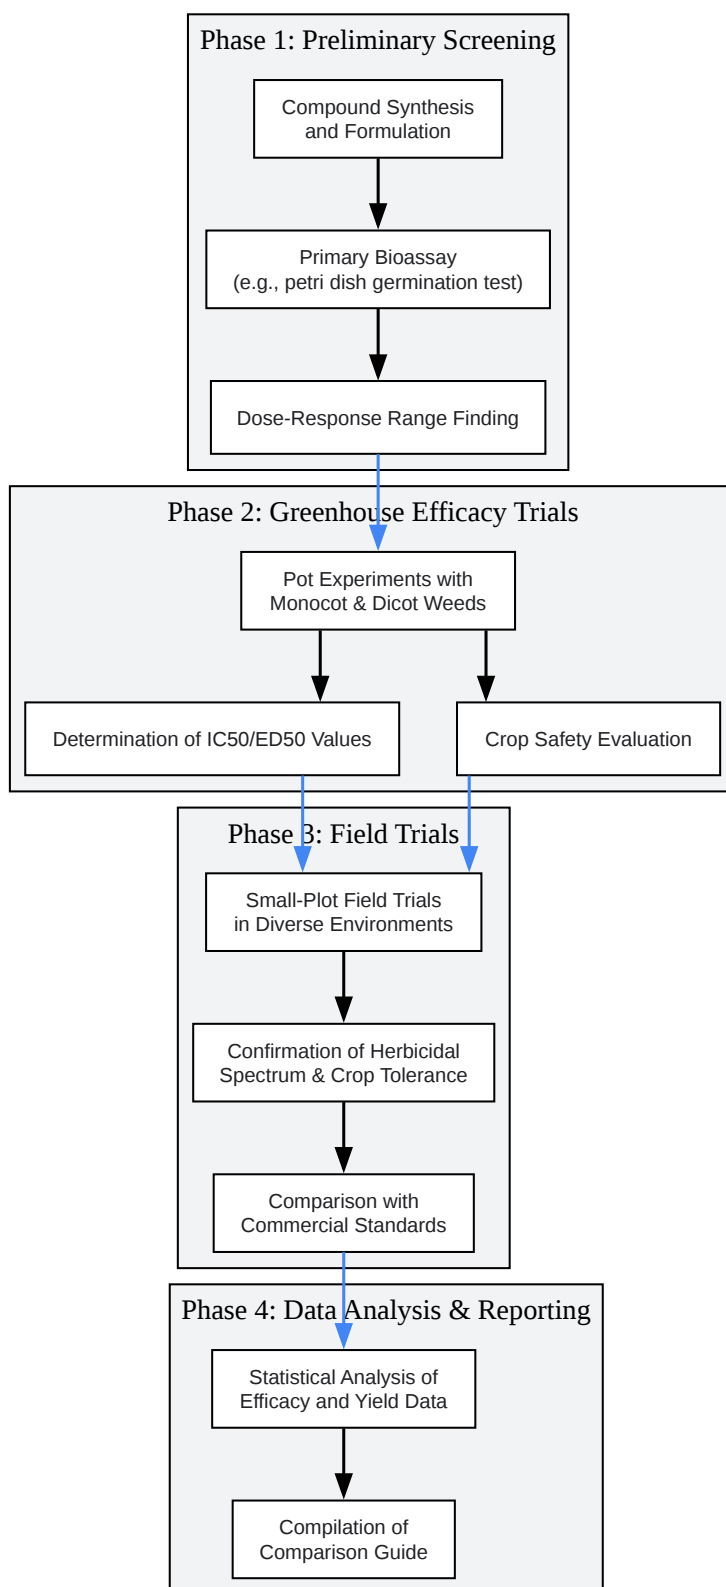 Phase 1: Preliminary Screening
Compound Synthesis
and Formulation
Primary Bioassay
(e.g., petri dish germination test)
Dose-Response Range Finding
Phase 2: Greenhouse Efficacy Trials
Pot Experiments with
Monocot & Dicot Weeds
Determination of IC50/ED50 Values
Crop Safety Evaluation
Phase 3: Field Trials
Small-Plot Field Trials
in Diverse Environments
Confirmation of Herbicidal
Spectrum & Crop Tolerance
Comparison with
Commercial Standards
Phase 4: Data Analysis & Reporting
Statistical Analysis of
Efficacy and Yield Data
Compilation of
Comparison Guide